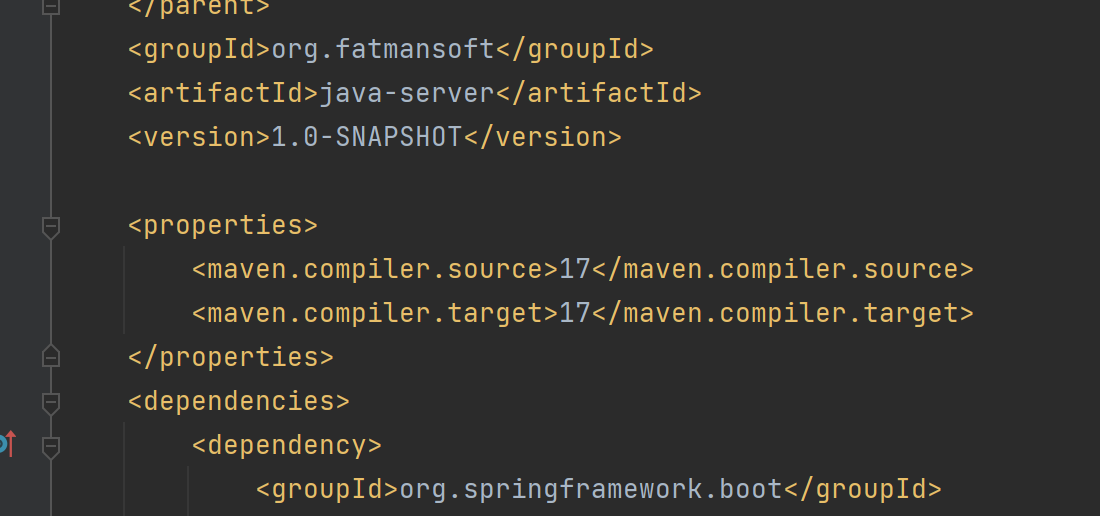 </parent>
<groupId>org.fatmansoft</groupId>
<artifactId>java-server</artifactId>
<version>1.0-SNAPSHOT</version>
<properties>
<maven.compiler.source>17</maven.compiler.source>
<maven.compiler.target>17</maven.compiler.target>
</properties>
<dependencies>
<dependency>
<groupId>org.springframework.boot</groupId>